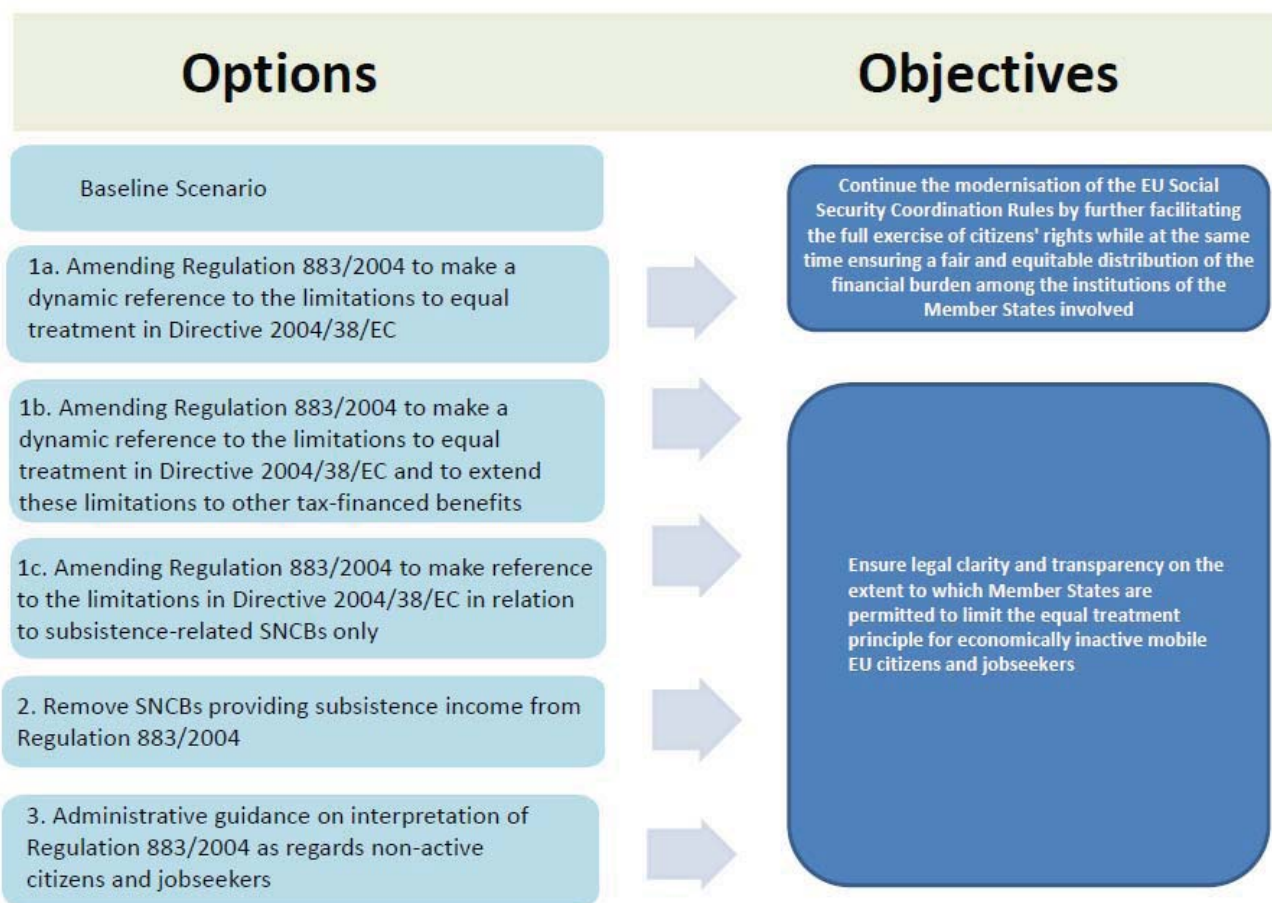 Options
Objectives
Baseline Scenario
1a. Amending Regulation 883/2004 to make a
dynamic reference to the limitations to equal
treatment in Directive 2004/38/EC
1b. Amending Regulation 883/2004 to make a
dynamic reference to the limitations to equal
treatment in Directive 2004/38/EC and to extend
these limitations to other tax-financed benefits
1c. Amending Regulation 883/2004 to make reference
to the limitations in Directive 2004/38/EC in relation
to subsistence-related SNCBs only
2. Remove SNCBs providing subsistence income from
Regulation 883/2004
3. Administrative guidance on interpretation of
Regulation 883/2004 as regards non-active
citizens and jobseekers
Continue the modernisation of the EU Social
Security Coordination Rules by further facilitating
the full exercise of citizens' rights while at the same
time ensuring a fair and equitable distribution of the
financial burden among the institutions of the
Member States involved
Ensure legal clarity and transparency on the
extent to which Member States are
permitted to limit the equal treatment
principle for economically inactive mobile
EU citizens and jobseekers